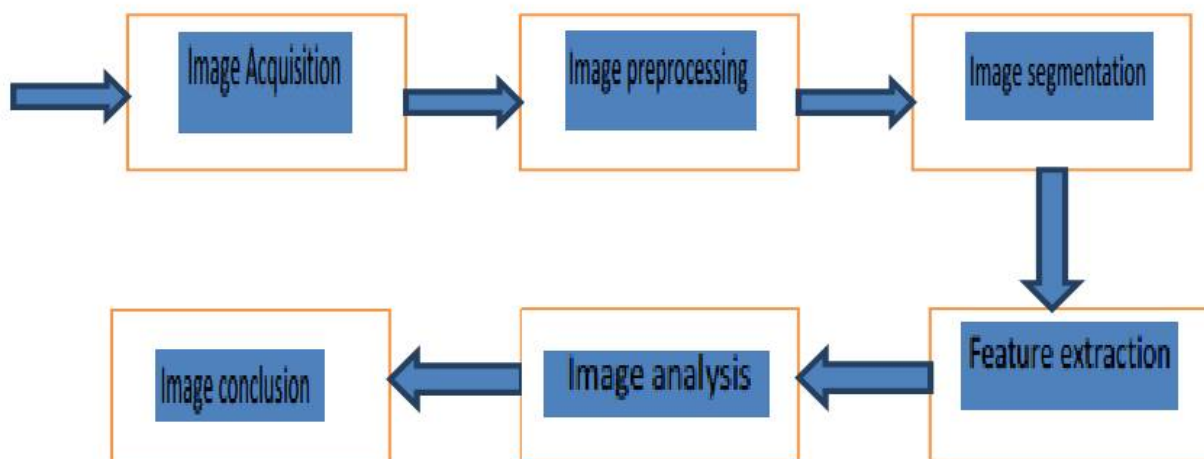 Image Acquisition
Image preprocessing
Image segmentation
Feature extraction
Image analysis
Image conclusion